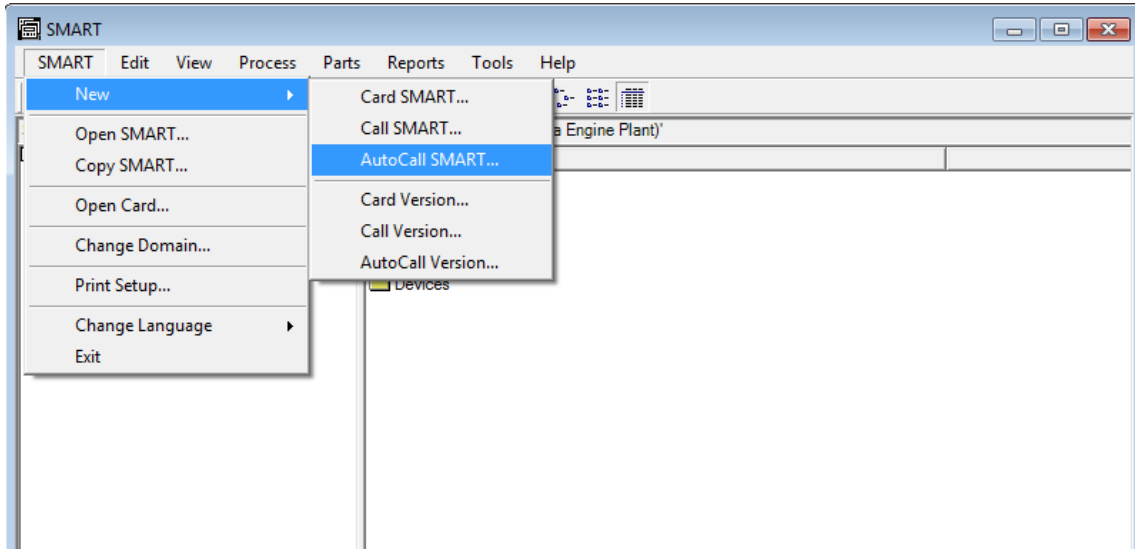 SMART
SMART Edit View Process Parts Reports Tools Help
New
Open SMART...
Copy SMART...
Open Card...
Change Domain...
Print Setup...
Change Language
Exit
Card SMART...
Call SMART...
AutoCall SMART...
Card Version...
Call Version...
AutoCall Version...
a Engine Plant)'
Devices